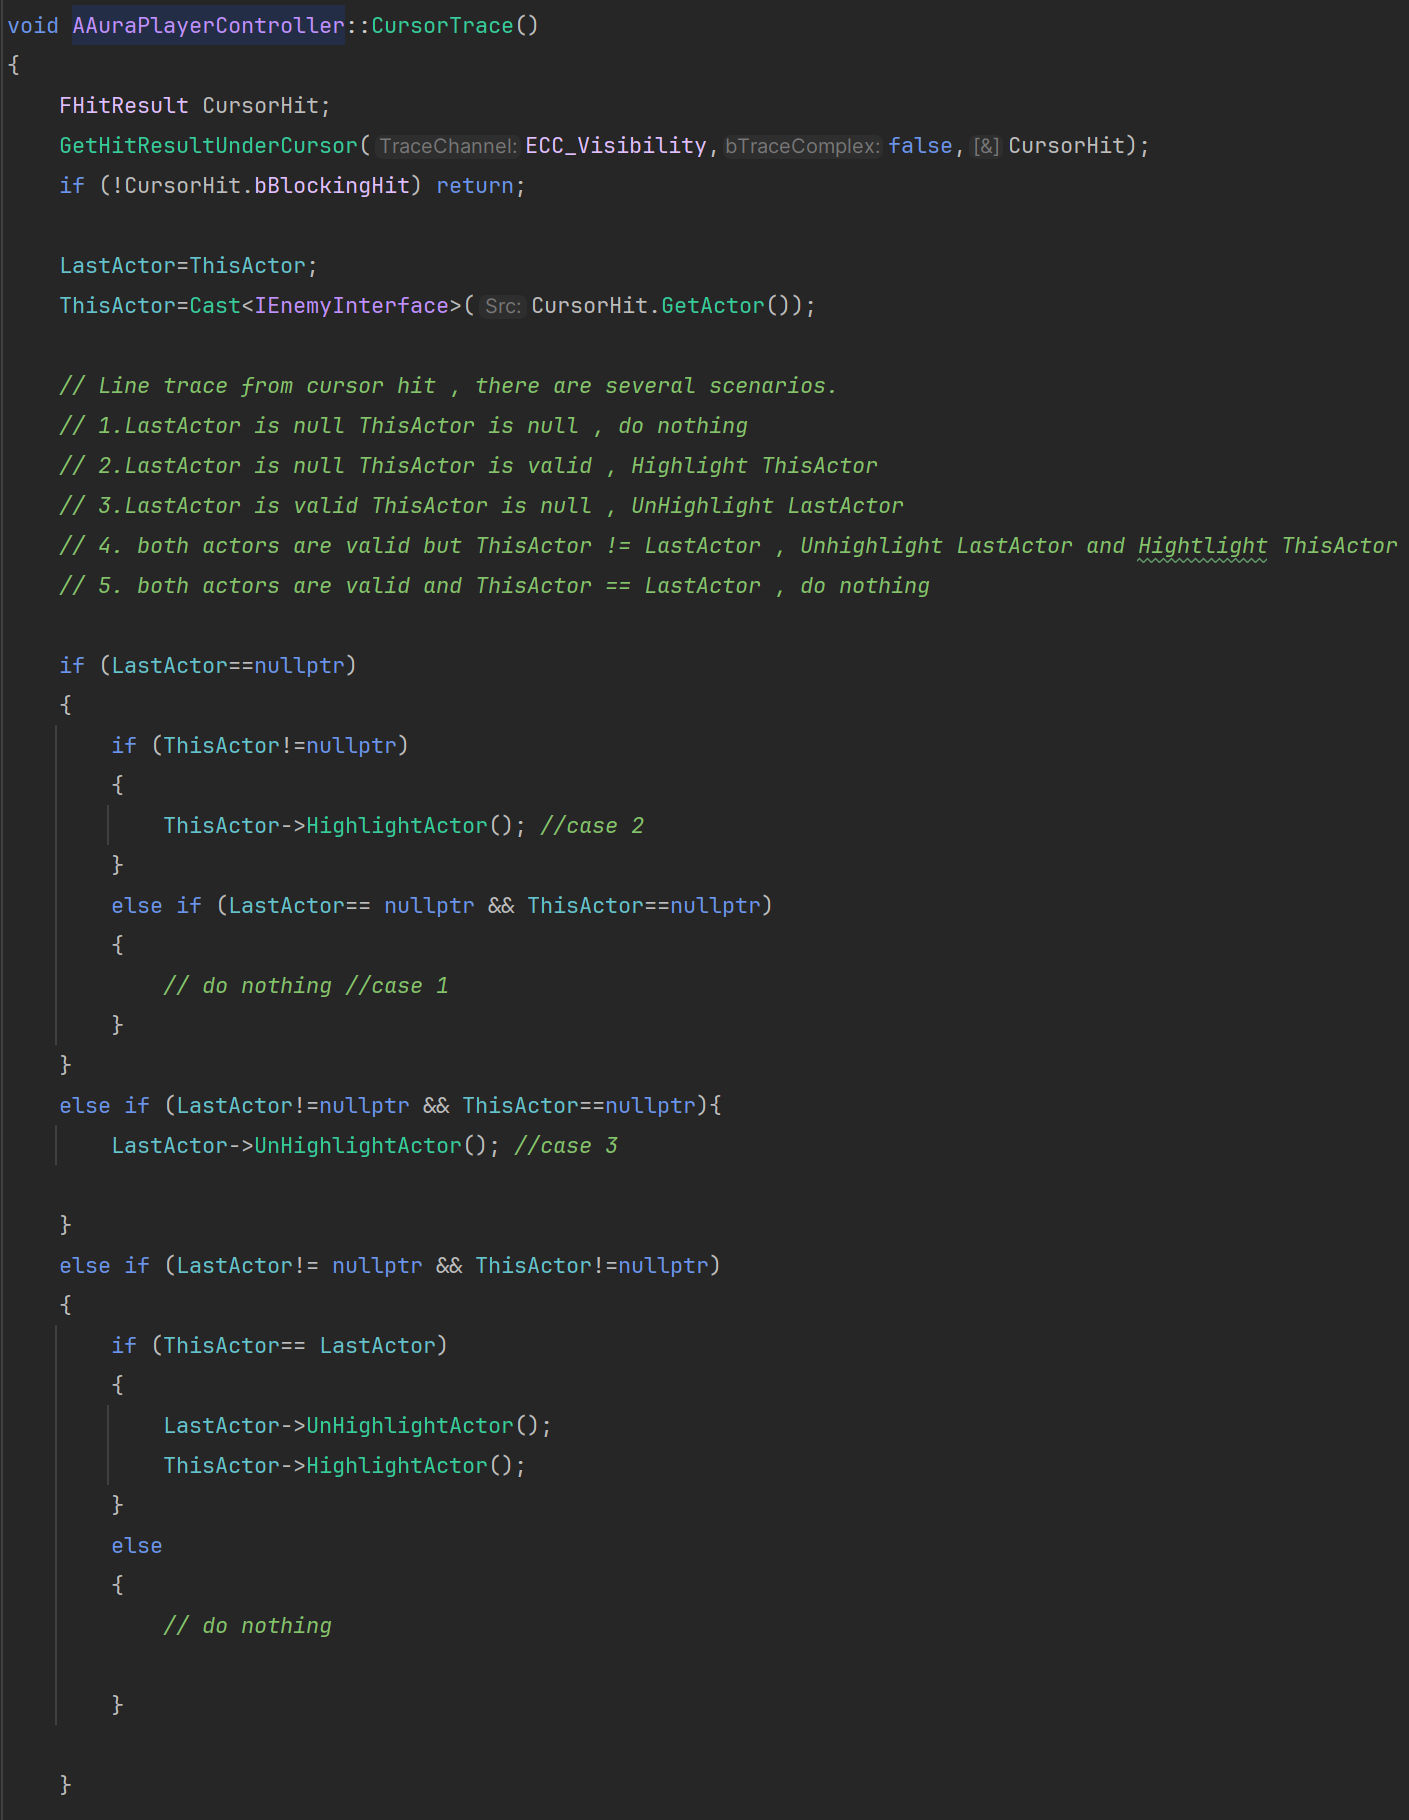 void AAuraPlayerController::CursorTrace()
{
FHitResult CursorHit;
GetHitResultUnderCursor( TraceChannel: ECC_Visibility, bTraceComplex: false, [&] CursorHit);
if (!CursorHit.bBlockingHit) return;
LastActor=ThisActor;
ThisActor=Cast<IEnemyInterface>( Src: CursorHit.GetActor());
// Line trace from cursor hit , there are several scenarios.
// 1.LastActor is null ThisActor is null , do nothing
// 2.LastActor is null ThisActor is valid , Highlight ThisActor
// 3.LastActor is valid ThisActor is null , UnHighlight LastActor
// 4. both actors are valid but ThisActor != LastActor , Unhighlight LastActor and Hightlight ThisActor
// 5. both actors are valid and ThisActor == LastActor , do nothing
if (LastActor==nullptr)
{
if (ThisActor!=nullptr)
{
ThisActor->HighlightActor(); //case 2
}
else if (LastActor== nullptr && ThisActor==nullptr)
{
// do nothing //case 1
}
}
else if (LastActor!=nullptr && ThisActor==nullptr){
LastActor->UnHighlightActor(); //case 3
}
else if (LastActor!= nullptr && ThisActor!=nullptr)
{
if (ThisActor== LastActor)
{
LastActor->UnHighlightActor();
ThisActor->HighlightActor();
}
else
{
// do nothing
}
}